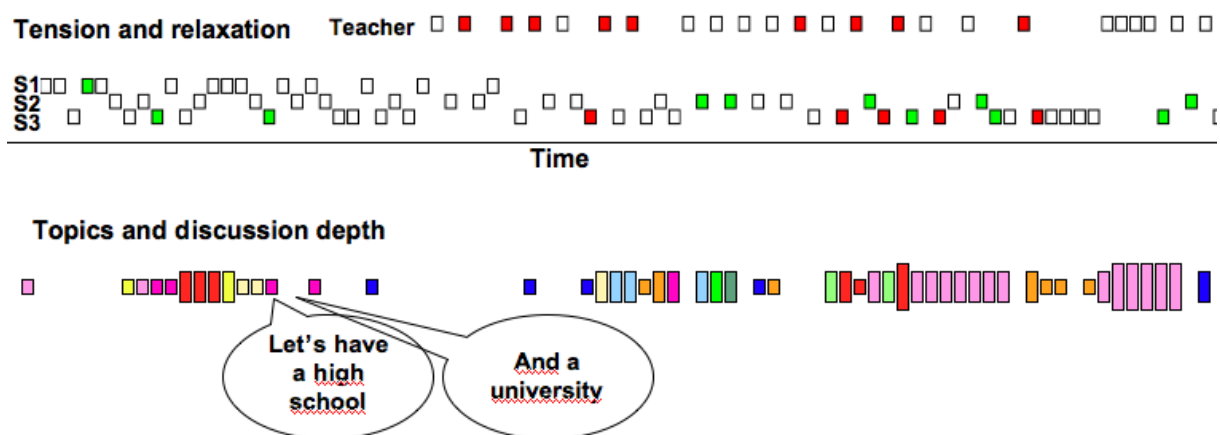 Tension and relaxation Teacher
S1
S2
S3
Time
Topics and discussion depth
Let's have
a high
school
And a
university